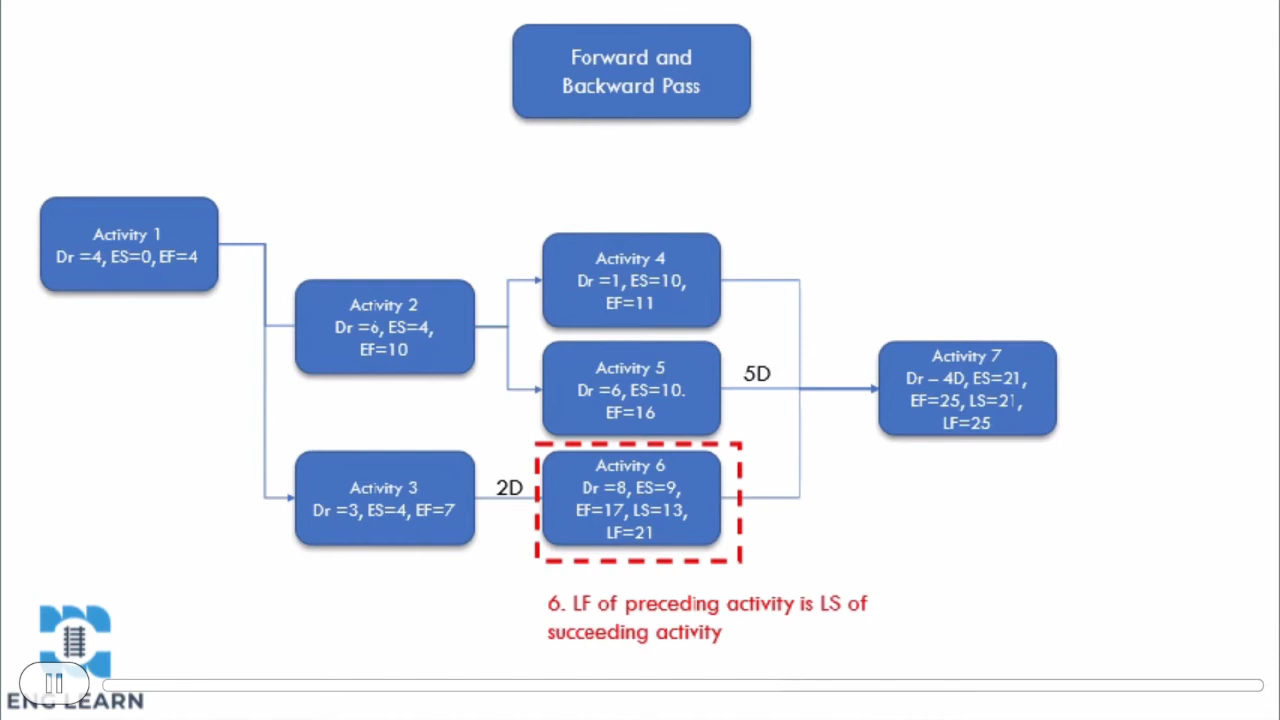 Forward and
Backward Pass
Activity 1
Dr =4, ES=0, EF=4
Activity 2
Dr =6, ES=4,
EF=10
Activity 3
Dr =3, ES=4, EF=7
2D
Activity 4
Dr =1, ES=10,
EF=11
Activity 5
Dr =6, ES=10.
EF=16
5D
Activity 6
Dr =8, ES=9,
EF=17, LS=13,
LF=21
Activity 7
Dr – 4D, ES=21,
EF=25, LS=21,
LF=25
6. LF of preceding activity is LS of
succeeding activity
ENG LEARN